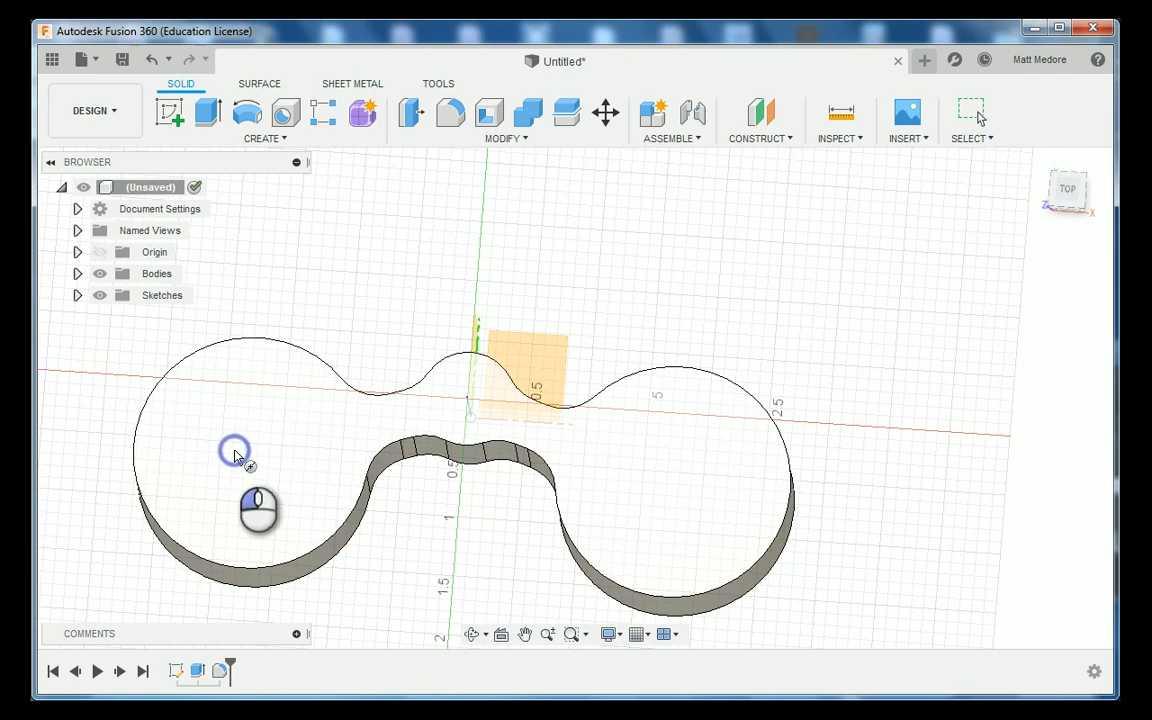 Autodesk Fusion 360 (Education License)
Untitled*
Matt Medore
SOLID
SURFACE
SHEET METAL
TOOLS
DESIGN
CREATE
MODIFY
ASSEMBLE
CONSTRUCT
INSPECT
INSERT
SELECT
BROWSER
(Unsaved)
Document Settings
Named Views
Origin
Bodies
Sketches
TOP
Z
X
0.5
5
2.5
0.5
1
1.5
2
COMMENTS